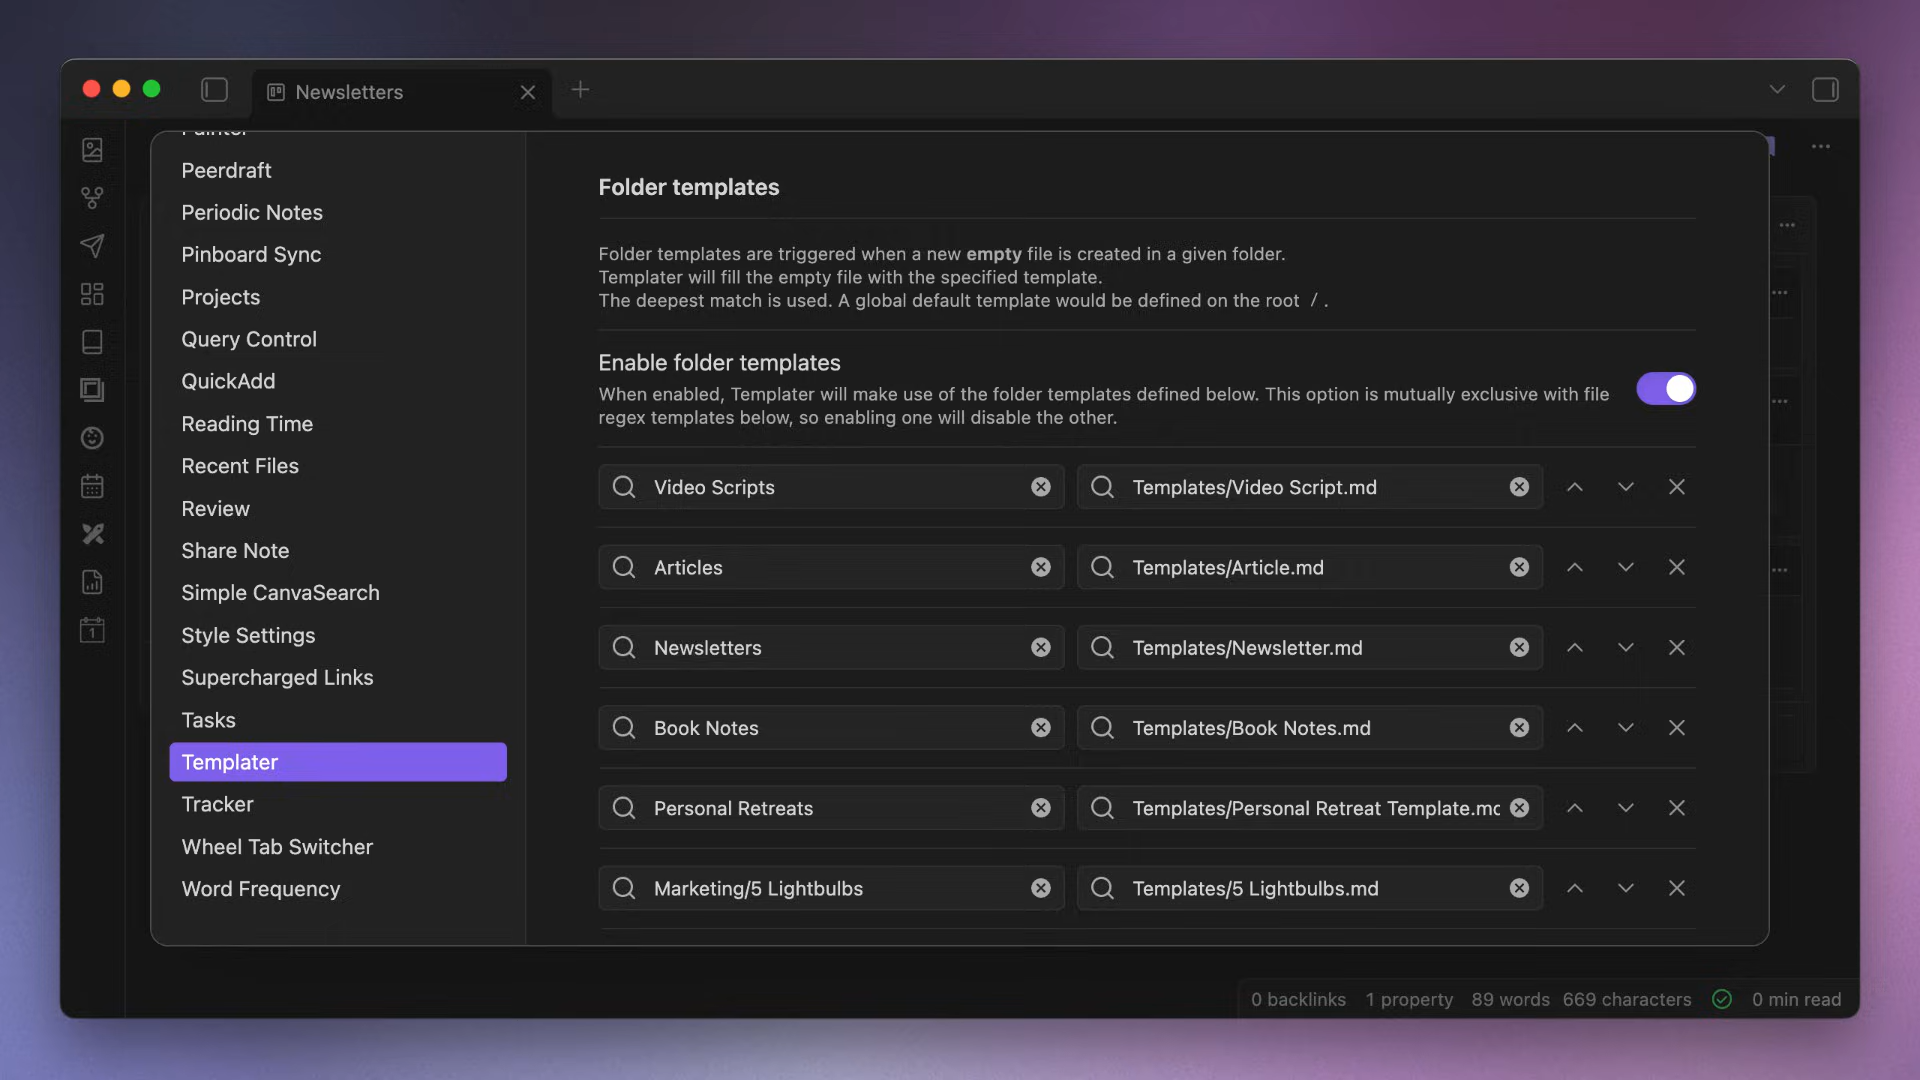 Newsletters
Painter
Peerdraft
Periodic Notes
Pinboard Sync
Projects
Query Control
QuickAdd
Reading Time
Recent Files
Review
Share Note
Simple CanvaSearch
Style Settings
Supercharged Links
Tasks
Templater
Tracker
Wheel Tab Switcher
Word Frequency
Folder templates
Folder templates are triggered when a new empty file is created in a given folder.
Templater will fill the empty file with the specified template.
The deepest match is used. A global default template would be defined on the root / .
Enable folder templates
When enabled, Templater will make use of the folder templates defined below. This option is mutually exclusive with file
regex templates below, so enabling one will disable the other.
Video Scripts Templates/Video Script.md
Articles Templates/Article.md
Newsletters Templates/Newsletter.md
Book Notes Templates/Book Notes.md
Personal Retreats Templates/Personal Retreat Template.mc
Marketing/5 Lightbulbs Templates/5 Lightbulbs.md
1
0 backlinks 1 property 89 words 669 characters 0 min read